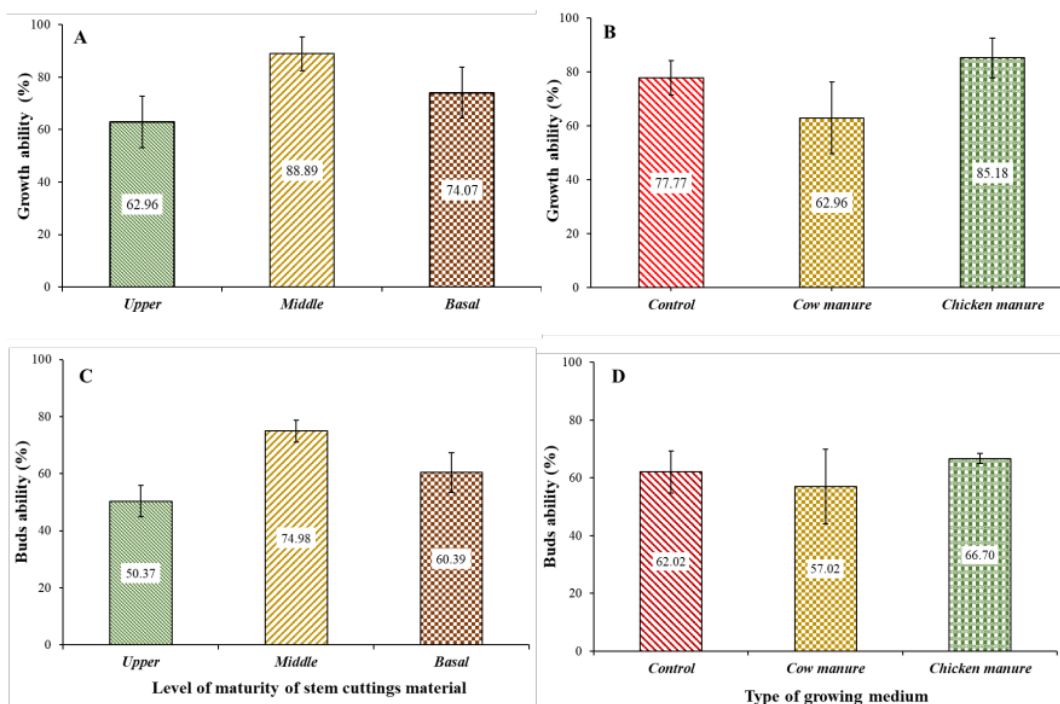 A
Growth ability (%)
100
80
60
40
20
0
62.96
88.89
74.07
Upper
Middle
Basal
B
Growth ability (%)
100
80
60
40
20
0
77.77
62.96
85.18
Control
Cow manure
Chicken manure
C
Buds ability (%)
100
80
60
40
20
0
50.37
74.98
60.39
Upper
Middle
Basal
Level of maturity of stem cuttings material
D
Buds ability (%)
100
80
60
40
20
0
62.02
57.02
66.70
Control
Cow manure
Chicken manure
Type of growing medium